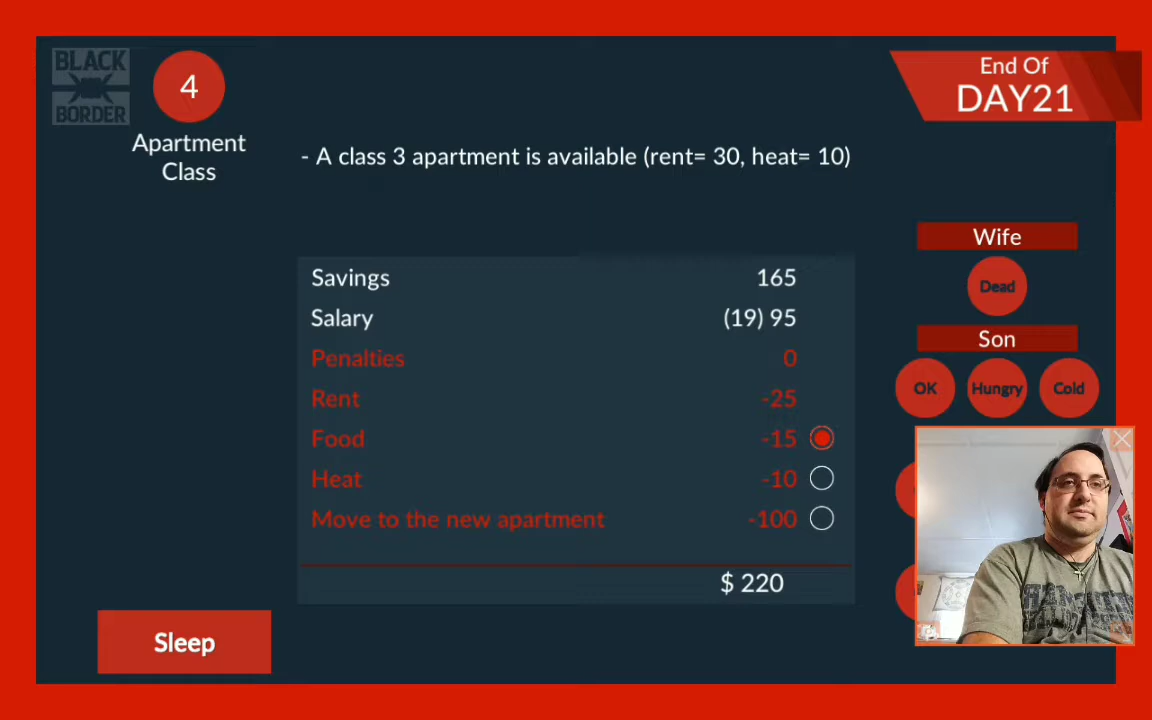 BLACK
BORDER
4
Apartment
Class
End Of
DAY21
- A class 3 apartment is available (rent= 30, heat= 10)
Savings 165
Salary (19) 95
Penalties 0
Rent -25
Food -15
Heat -10
Move to the new apartment -100
$ 220
Sleep
Wife
Dead
Son
OK Hungry Cold